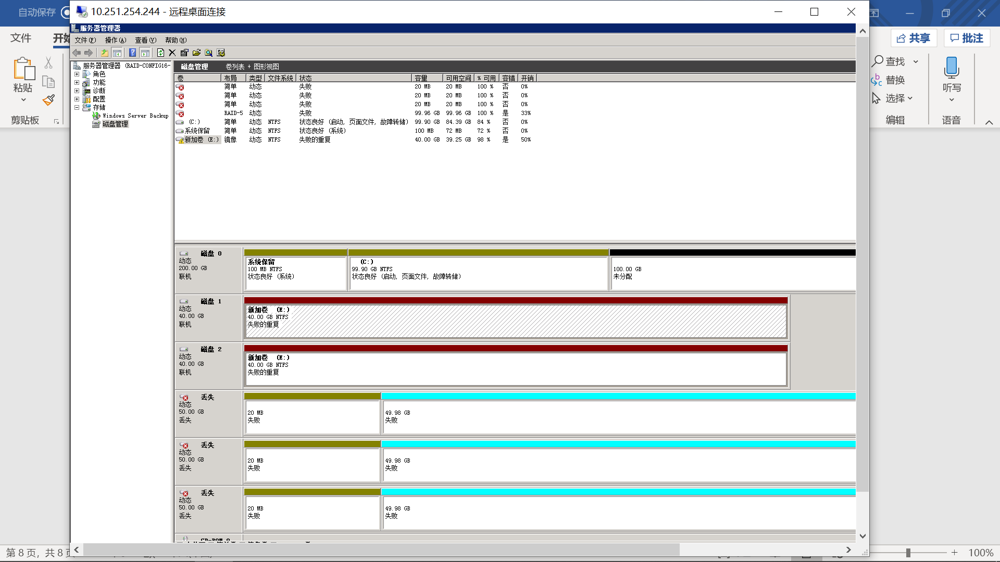 自动保存
10.251.254.244 - 远程桌面连接
文件
开始
共享
批注
粘贴
剪贴板
查找
替换
选择
编辑
听写
语音
服务器管理器
文件(F) 操作(A) 查看(V) 帮助(H)
服务器管理器 (RAID-CONFIG16-
角色
功能
诊断
配置
存储
Windows Server Backup
磁盘管理
磁盘管理 卷列表 + 图形视图
卷 布局 类型 文件系统 状态 容量 可用空间 % 可用 容错 开销
简单 动态 失败 20 MB 20 MB 100 % 否 0%
简单 动态 失败 20 MB 20 MB 100 % 否 0%
简单 动态 失败 20 MB 20 MB 100 % 否 0%
RAID-5 动态 失败 99.96 GB 99.96 GB 100 % 是 33%
(C:) 简单 动态 NTFS 状态良好 (启动, 页面文件, 故障转储) 99.90 GB 84.39 GB 84 % 否 0%
系统保留 简单 动态 NTFS 状态良好 (系统) 100 MB 72 MB 72 % 否 0%
新加卷 (E:) 镜像 动态 NTFS 失败的重复 40.00 GB 39.25 GB 98 % 是 50%
磁盘 0
动态
200.00 GB
联机
系统保留
100 MB NTFS
状态良好 (系统)
(C:)
99.90 GB NTFS
状态良好 (启动, 页面文件, 故障转储)
100.00 GB
未分配
磁盘 1
动态
40.00 GB
联机
新加卷 (E:)
40.00 GB NTFS
失败的重复
磁盘 2
动态
40.00 GB
联机
新加卷 (E:)
40.00 GB NTFS
失败的重复
丢失
动态
50.00 GB
丢失
20 MB
失败
49.98 GB
失败
丢失
动态
50.00 GB
丢失
20 MB
失败
49.98 GB
失败
丢失
动态
50.00 GB
丢失
20 MB
失败
49.98 GB
失败
CD-ROM 0
第 8 页, 共 8 页
100%